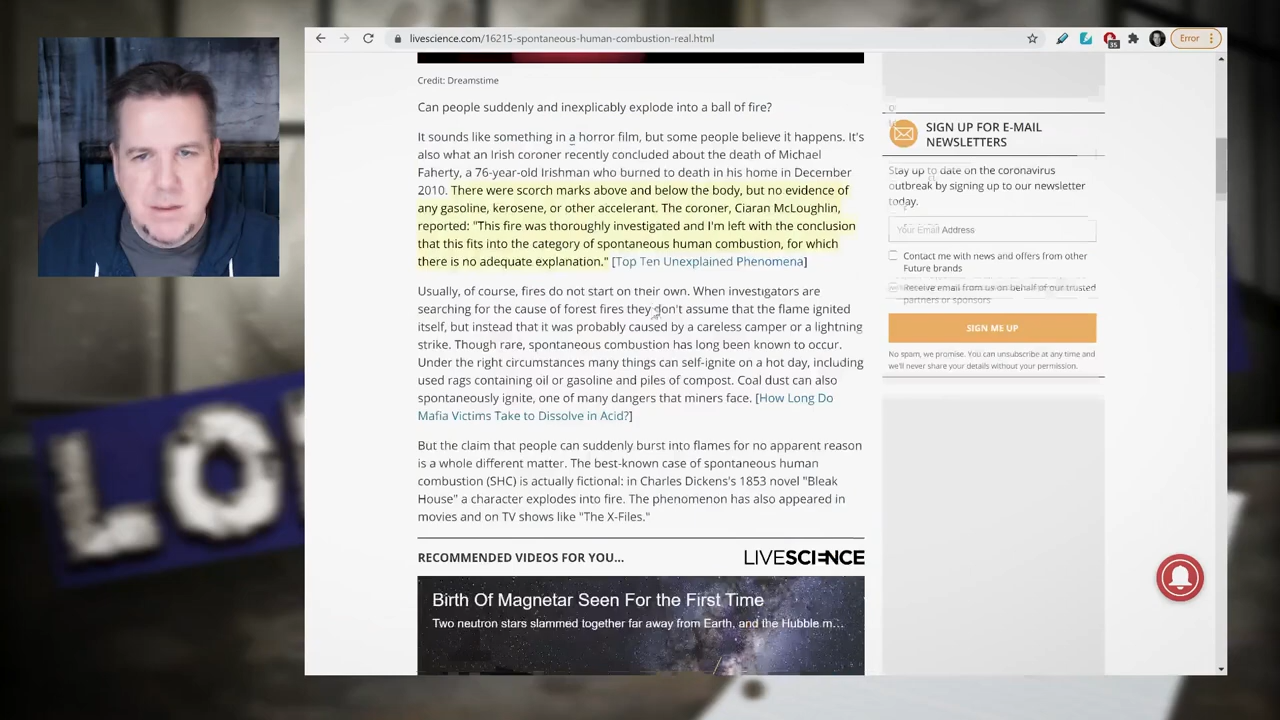 livescience.com/16215-spontaneous-human-combustion-real.html
35
Error
Credit: Dreamstime
Can people suddenly and inexplicably explode into a ball of fire?
It sounds like something in a horror film, but some people believe it happens. It's
also what an Irish coroner recently concluded about the death of Michael
Faherty, a 76-year-old Irishman who burned to death in his home in December
2010. There were scorch marks above and below the body, but no evidence of
any gasoline, kerosene, or other accelerant. The coroner, Ciaran McLoughlin,
reported: "This fire was thoroughly investigated and I'm left with the conclusion
that this fits into the category of spontaneous human combustion, for which
there is no adequate explanation." [Top Ten Unexplained Phenomena]
Usually, of course, fires do not start on their own. When investigators are
searching for the cause of forest fires they don't assume that the flame ignited
itself, but instead that it was probably caused by a careless camper or a lightning
strike. Though rare, spontaneous combustion has long been known to occur.
Under the right circumstances many things can self-ignite on a hot day, including
used rags containing oil or gasoline and piles of compost. Coal dust can also
spontaneously ignite, one of many dangers that miners face. [How Long Do
Mafia Victims Take to Dissolve in Acid?]
But the claim that people can suddenly burst into flames for no apparent reason
is a whole different matter. The best-known case of spontaneous human
combustion (SHC) is actually fictional: in Charles Dickens's 1853 novel "Bleak
House" a character explodes into fire. The phenomenon has also appeared in
movies and on TV shows like "The X-Files."
RECOMMENDED VIDEOS FOR YOU...
LIVESCIENCE
Birth Of Magnetar Seen For the First Time
Two neutron stars slammed together far away from Earth, and the Hubble m...
SIGN UP FOR E-MAIL
NEWSLETTERS
Stay up to date on the coronavirus
outbreak by signing up to our newsletter
today.
Your Email Address
Contact me with news and offers from other
Future brands
Receive email from us on behalf of our trusted
partners or sponsors
SIGN ME UP
No spam, we promise. You can unsubscribe at any time and
we'll never share your details without your permission.
LO